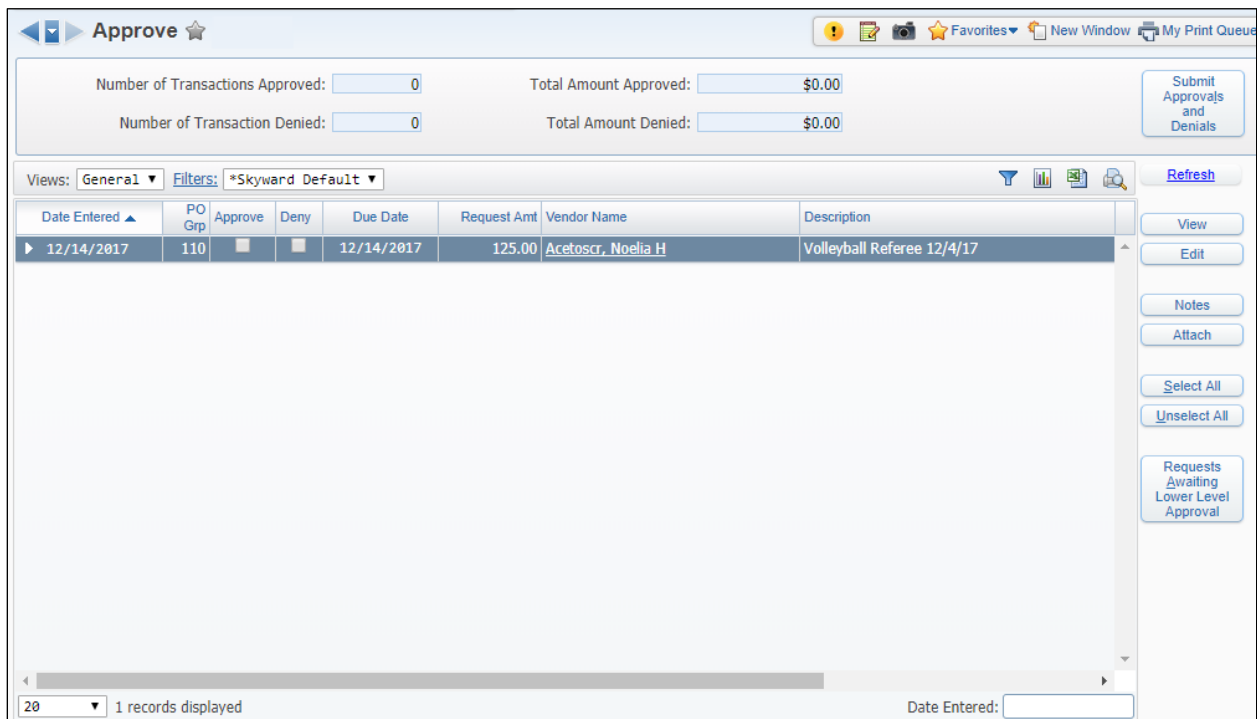 Approve
Favorites New Window My Print Queue
Number of Transactions Approved: 0 Total Amount Approved: $0.00
Number of Transaction Denied: 0 Total Amount Denied: $0.00
Submit
Approvals
and
Denials
Views: General Filters: *Skyward Default
Refresh
Date Entered PO Grp Approve Deny Due Date Request Amt Vendor Name Description
12/14/2017 110 12/14/2017 125.00 Acetoscr, Noelia H Volleyball Referee 12/4/17
View
Edit
Notes
Attach
Select All
Unselect All
Requests
Awaiting
Lower Level
Approval
20 1 records displayed Date Entered: